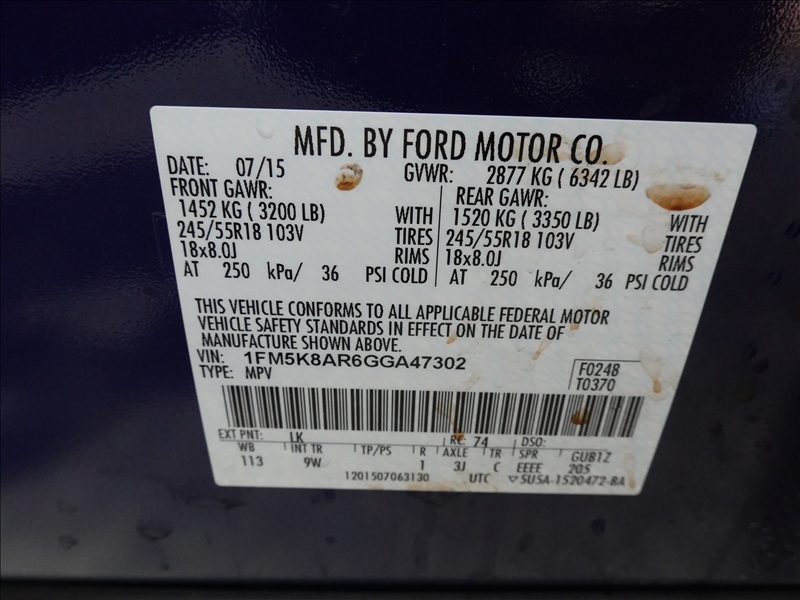 MFD. BY FORD MOTOR CO.
DATE: 07/15 GVWR: 2877 KG ( 6342 LB)
FRONT GAWR: REAR GAWR:
1452 KG ( 3200 LB) WITH 1520 KG ( 3350 LB) WITH
245/55R18 103V TIRES 245/55R18 103V TIRES
18x8.0J RIMS 18x8.0J RIMS
AT 250 kPa/ 36 PSI COLD AT 250 kPa/ 36 PSI COLD
THIS VEHICLE CONFORMS TO ALL APPLICABLE FEDERAL MOTOR
VEHICLE SAFETY STANDARDS IN EFFECT ON THE DATE OF
MANUFACTURE SHOWN ABOVE.
VIN: 1FM5K8AR6GGA47302 F0248
TYPE: MPV T0370
EXT PNT: LK RC: 74 DSO:
WB INT TR TP/PS R AXLE TR SPR GUB1Z
113 9W 1 3J C EEEE 205
1201507063130 UTC ▽5USA-1520472-BA